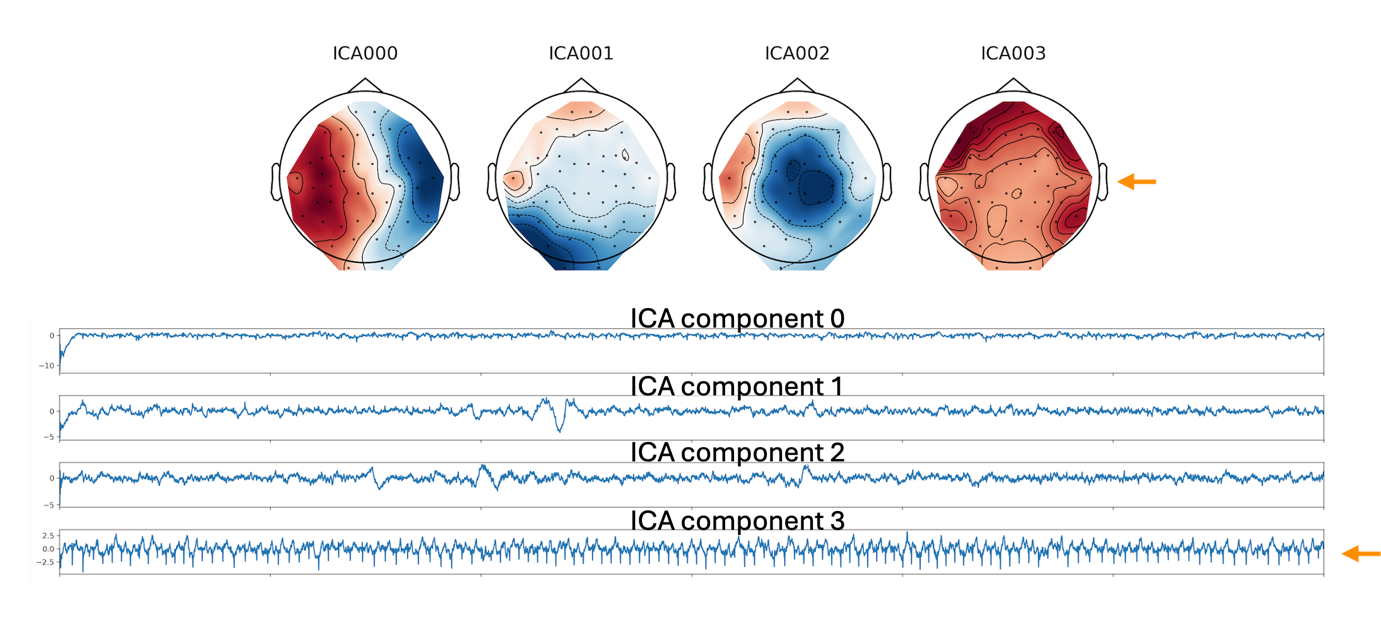 ICA000 ICA001 ICA002 ICA003
ICA component 0
0
−10
ICA component 1
0
−5
ICA component 2
0
−5
ICA component 3
2.5
0.0
−2.5